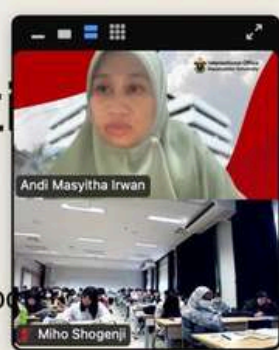 International Office
Hasanuddin University
Andi Masyitha Irwan
Miho Shogenji